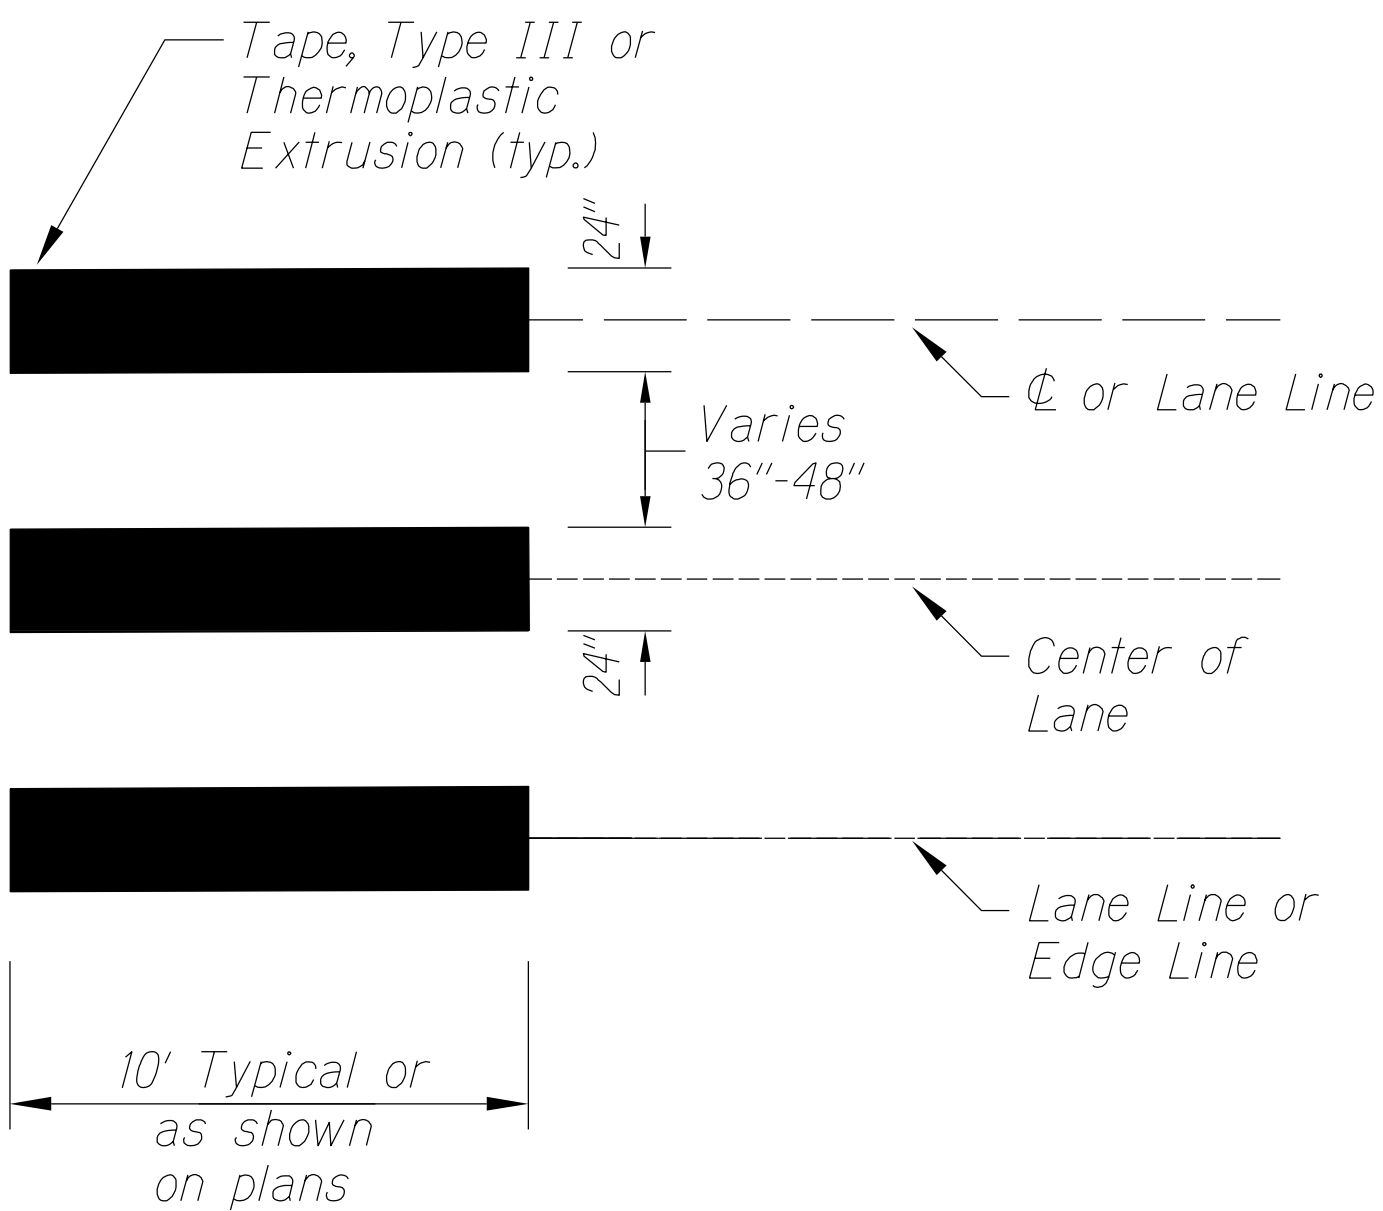 Tape, Type III or
Thermoplastic
Extrusion (typ.)
24"
℄ or Lane Line
Varies
36"-48"
24"
Center of
Lane
Lane Line or
Edge Line
10' Typical or
as shown
on plans